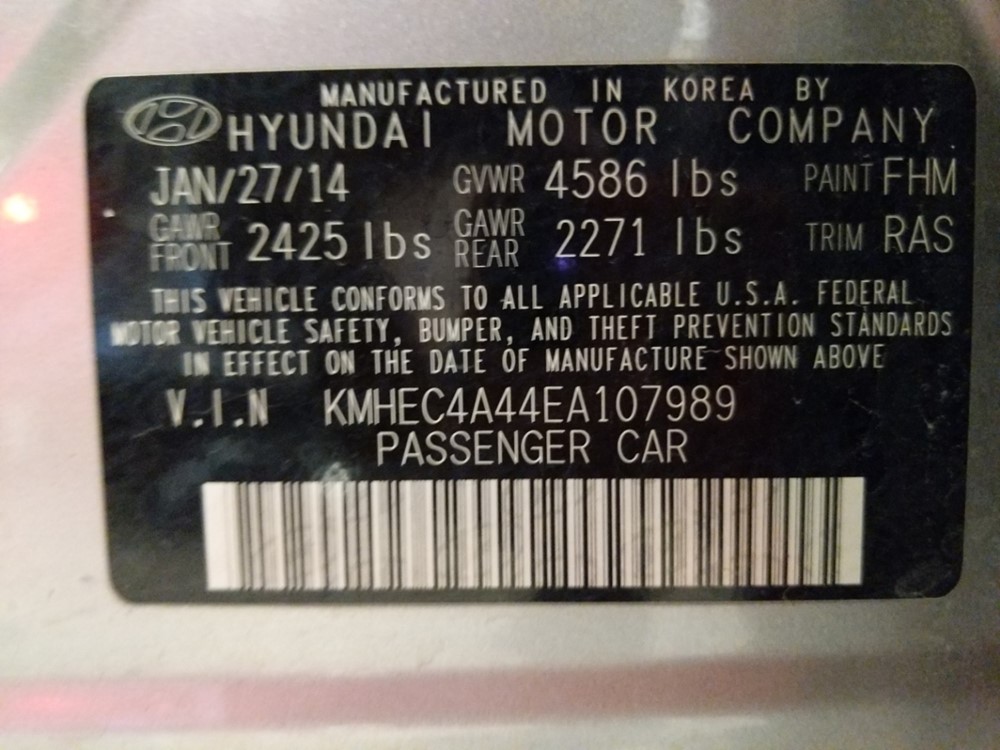 MANUFACTURED IN KOREA BY
HYUNDAI MOTOR COMPANY
JAN/27/14 GVWR 4586 lbs PAINT FHM
GAWR FRONT 2425 lbs GAWR REAR 2271 lbs TRIM RAS
THIS VEHICLE CONFORMS TO ALL APPLICABLE U.S.A. FEDERAL
MOTOR VEHICLE SAFETY, BUMPER, AND THEFT PREVENTION STANDARDS
IN EFFECT ON THE DATE OF MANUFACTURE SHOWN ABOVE
V.I.N KMHEC4A44EA107989
PASSENGER CAR